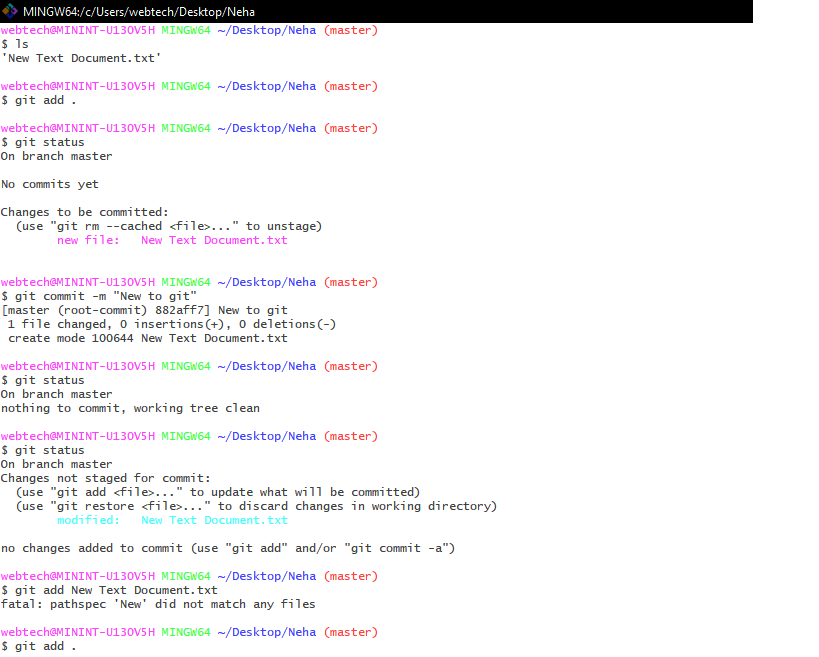 MINGW64:/c/Users/webtech/Desktop/Neha
webtech@MININT-U13OV5H MINGW64 ~/Desktop/Neha (master)
$ ls
'New Text Document.txt'
webtech@MININT-U13OV5H MINGW64 ~/Desktop/Neha (master)
$ git add .
webtech@MININT-U13OV5H MINGW64 ~/Desktop/Neha (master)
$ git status
On branch master
No commits yet
Changes to be committed:
(use "git rm --cached <file>..." to unstage)
new file:   New Text Document.txt
webtech@MININT-U13OV5H MINGW64 ~/Desktop/Neha (master)
$ git commit -m "New to git"
[master (root-commit) 882aff7] New to git
1 file changed, 0 insertions(+), 0 deletions(-)
create mode 100644 New Text Document.txt
webtech@MININT-U13OV5H MINGW64 ~/Desktop/Neha (master)
$ git status
On branch master
nothing to commit, working tree clean
webtech@MININT-U13OV5H MINGW64 ~/Desktop/Neha (master)
$ git status
On branch master
Changes not staged for commit:
(use "git add <file>..." to update what will be committed)
(use "git restore <file>..." to discard changes in working directory)
modified:   New Text Document.txt
no changes added to commit (use "git add" and/or "git commit -a")
webtech@MININT-U13OV5H MINGW64 ~/Desktop/Neha (master)
$ git add New Text Document.txt
fatal: pathspec 'New' did not match any files
webtech@MININT-U13OV5H MINGW64 ~/Desktop/Neha (master)
$ git add .